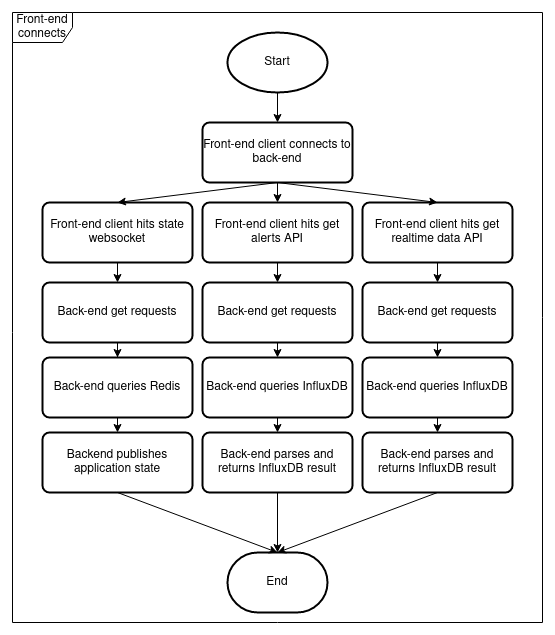 Front-end
connects
Start
Front-end client connects to
back-end
Front-end client hits state
websocket
Front-end client hits get
alerts API
Front-end client hits get
realtime data API
Back-end get requests
Back-end get requests
Back-end get requests
Back-end queries Redis
Back-end queries InfluxDB
Back-end queries InfluxDB
Backend publishes
application state
Back-end parses and
returns InfluxDB result
Back-end parses and
returns InfluxDB result
End